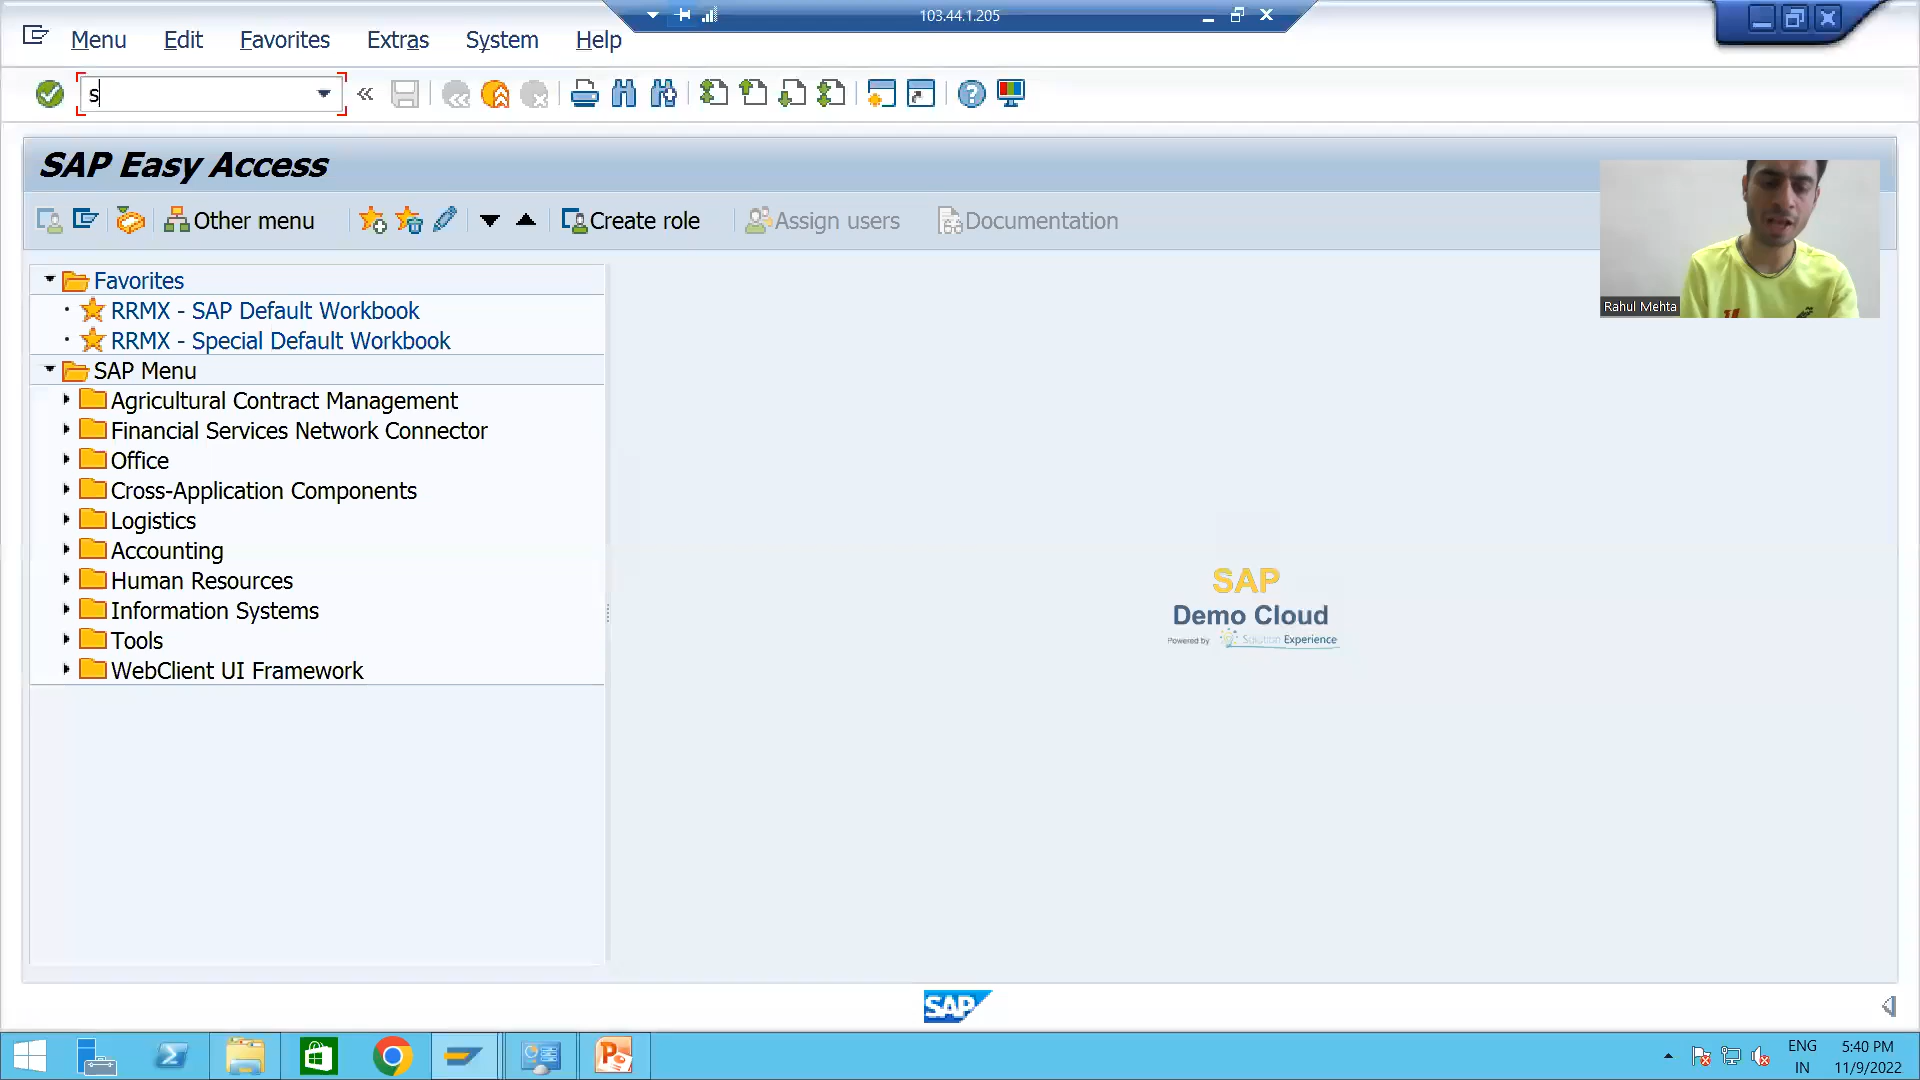 103.44.1.205
Menu Edit Favorites Extras System Help
s
SAP Easy Access
Other menu Create role Assign users Documentation
Rahul Mehta
Favorites
RRMX - SAP Default Workbook
RRMX - Special Default Workbook
SAP Menu
Agricultural Contract Management
Financial Services Network Connector
Office
Cross-Application Components
Logistics
Accounting
Human Resources
Information Systems
Tools
WebClient UI Framework
SAP
Demo Cloud
Powered by Solution Experience
SAP
ENG
IN
5:40 PM
11/9/2022